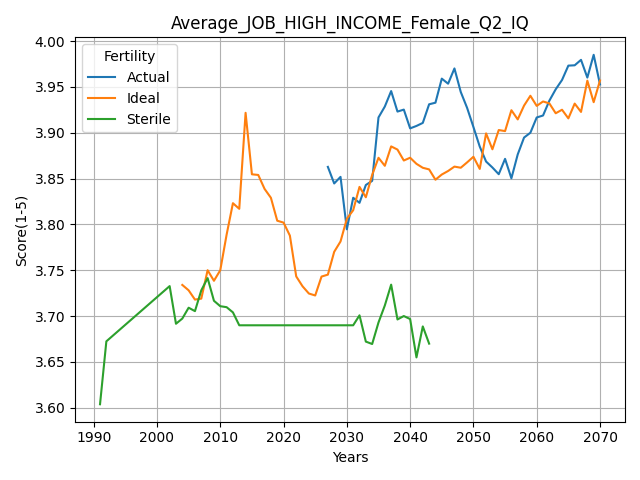 Average_JOB_HIGH_INCOME_Female_Q2_IQ
Fertility
Actual
Ideal
Sterile
Score(1-5)
4.00
3.95
3.90
3.85
3.80
3.75
3.70
3.65
3.60
1990 2000 2010 2020 2030 2040 2050 2060 2070
Years